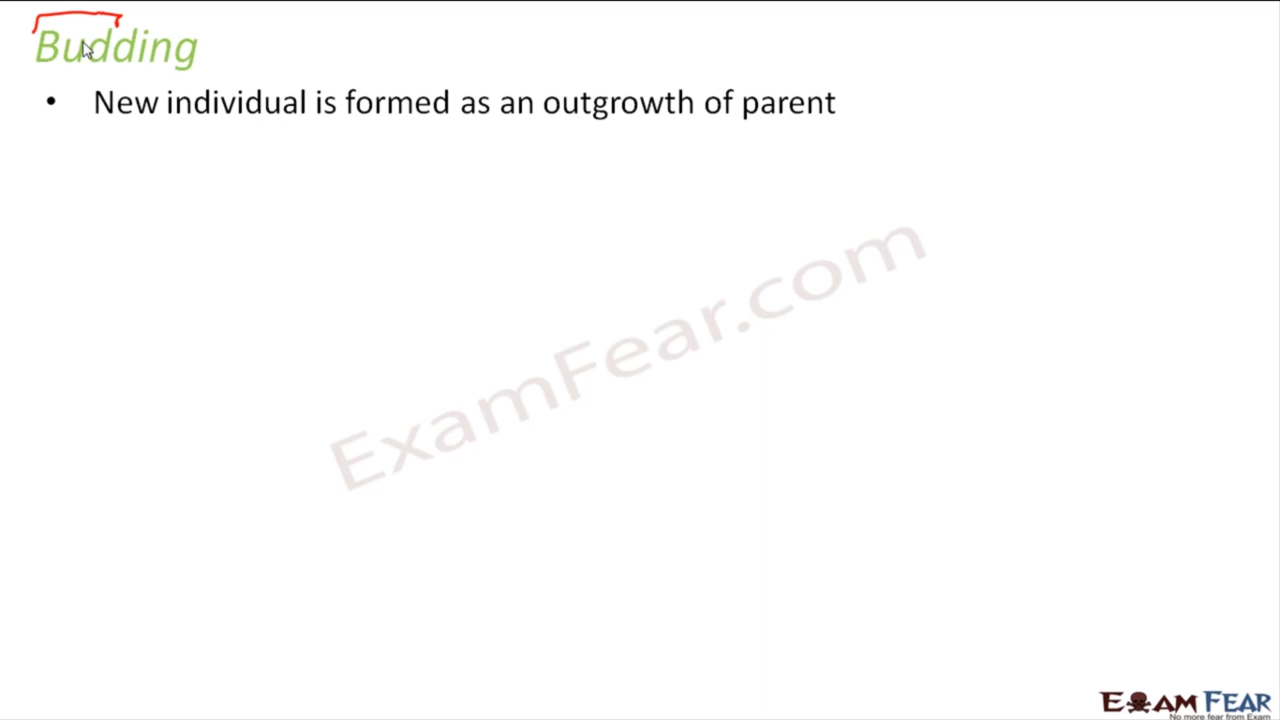 Budding
• New individual is formed as an outgrowth of parent
ExamFear.com
EXAM FEAR
No more fear from Exam